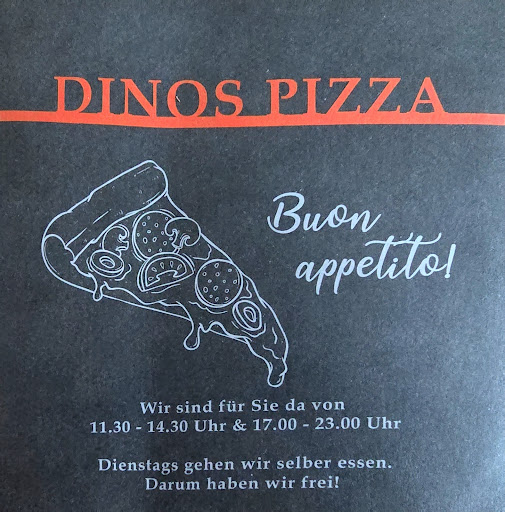 DINOS PIZZA
Buon
appetito!
Wir sind für Sie da von
11.30 - 14.30 Uhr & 17.00 - 23.00 Uhr
Dienstags gehen wir selber essen.
Darum haben wir frei!